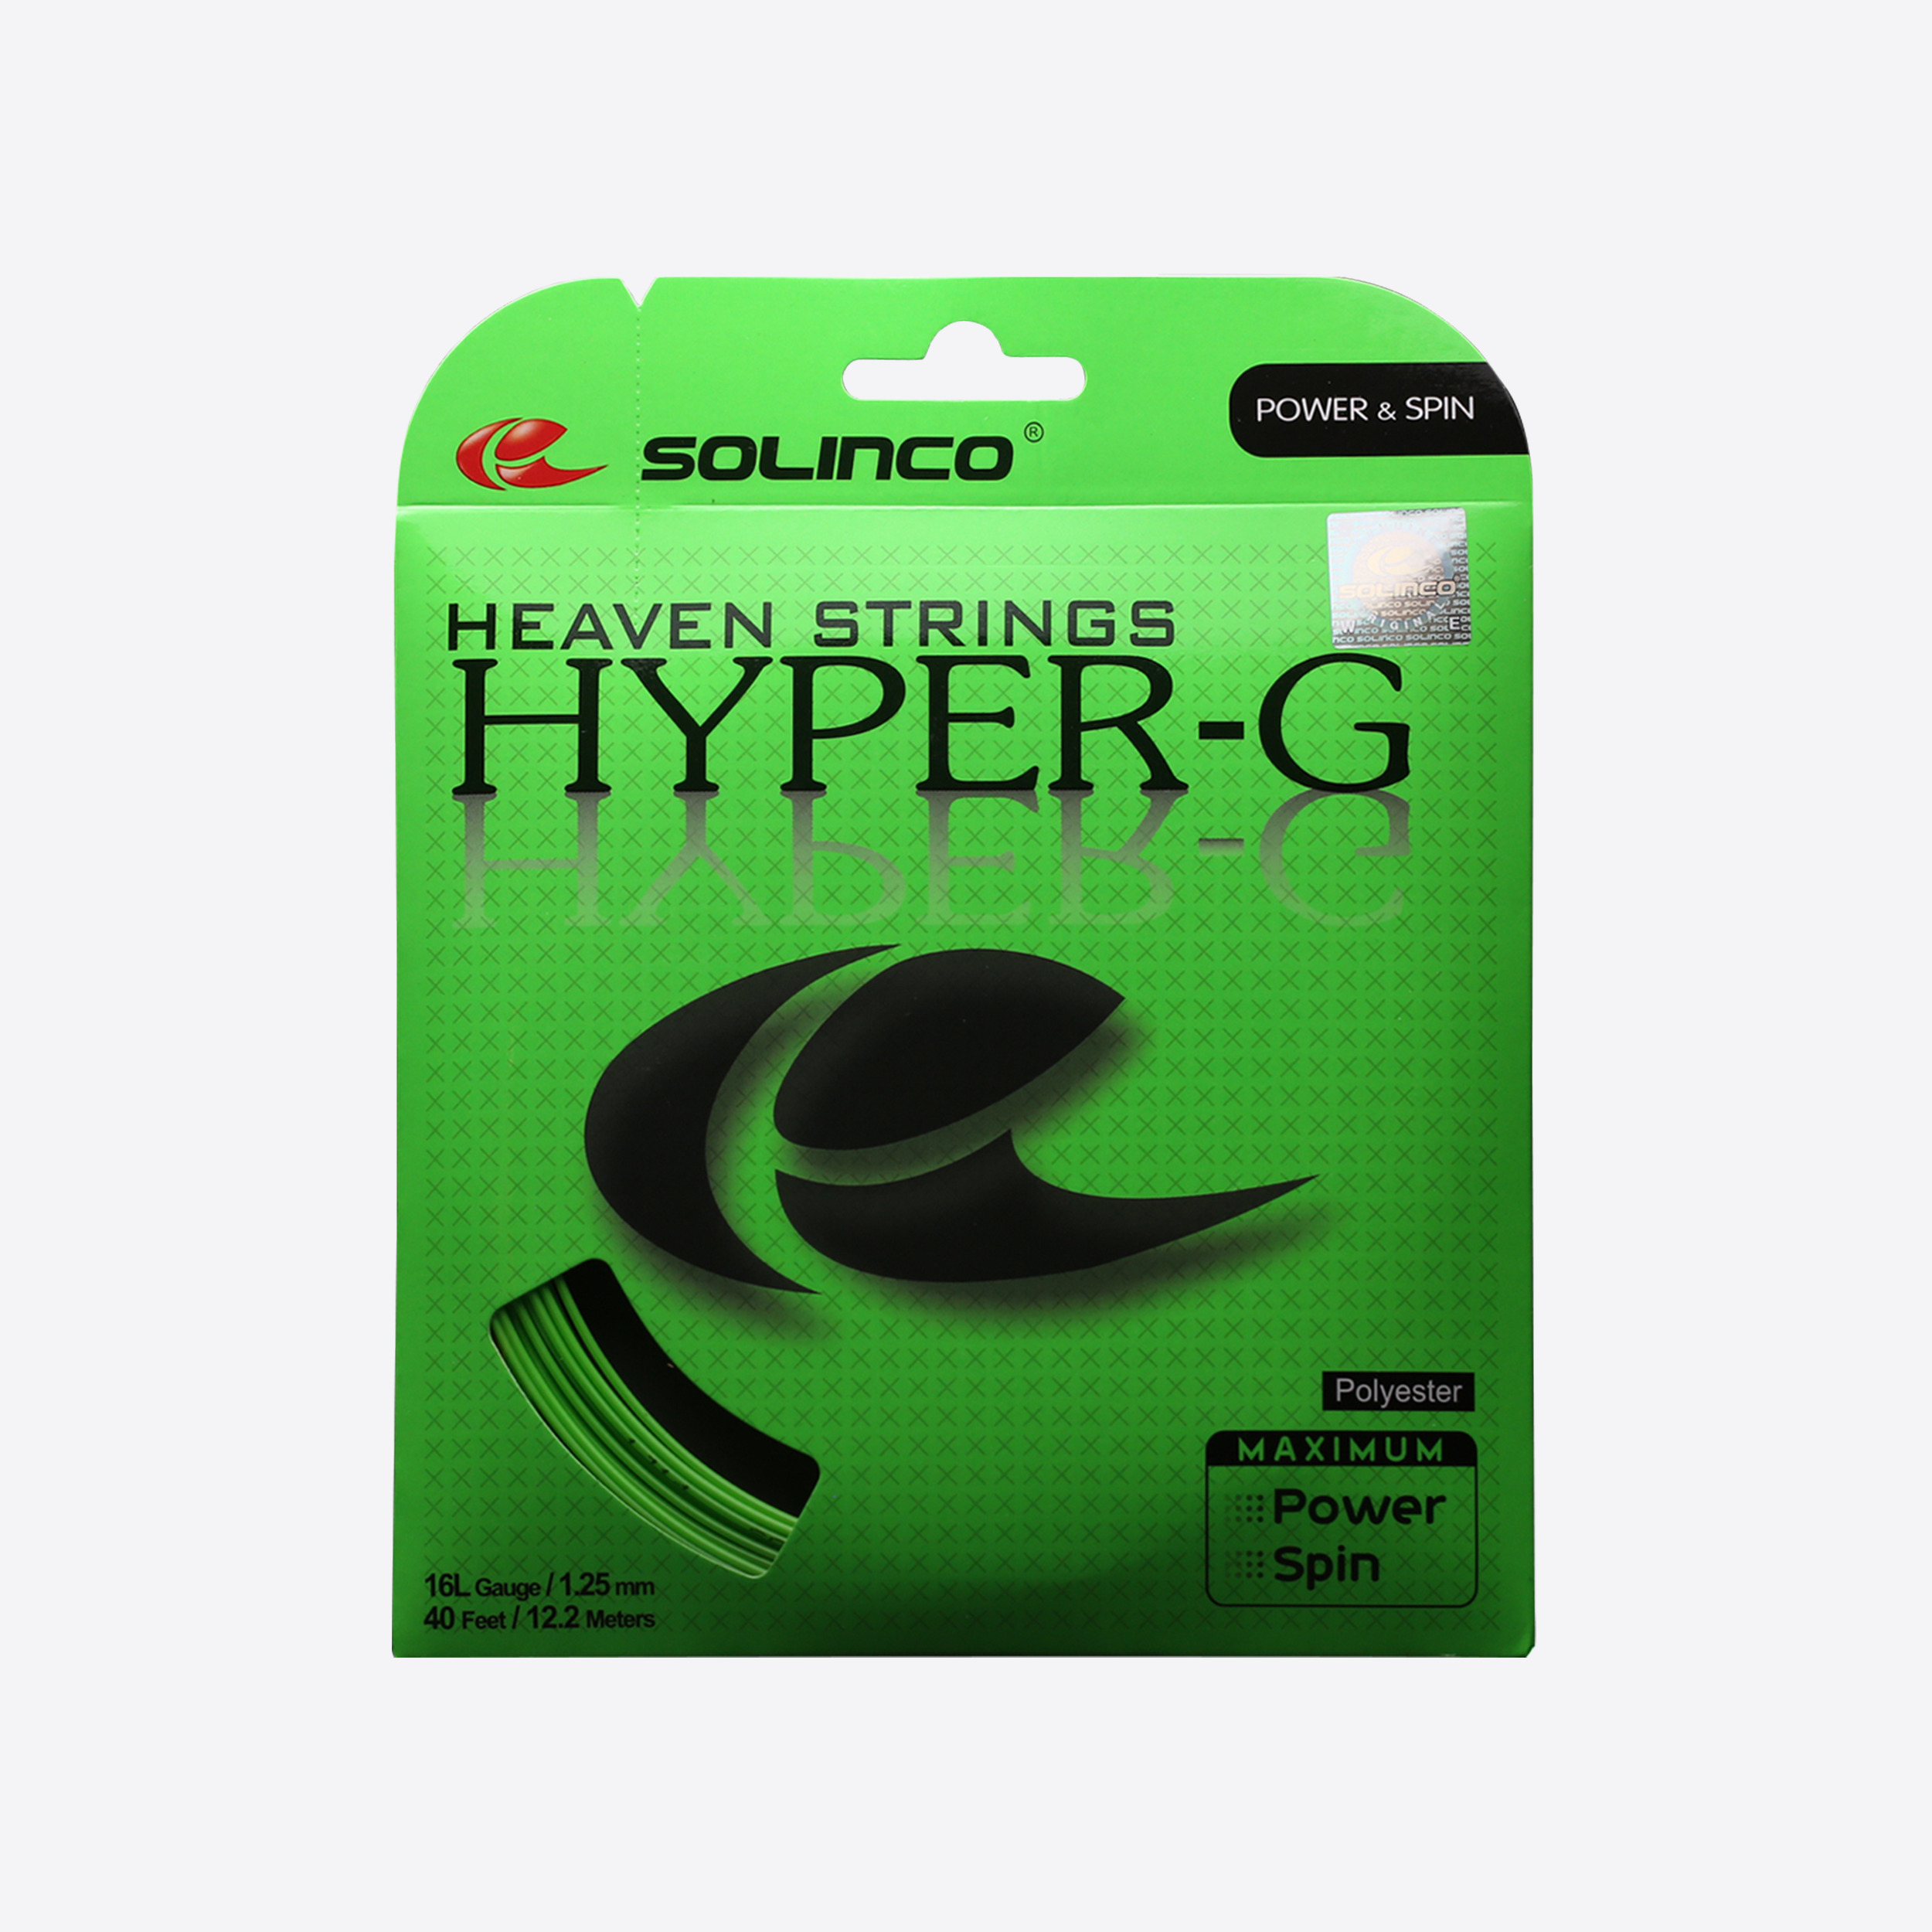 POWER & SPIN
SOLINCO®
SOLINCO
HEAVEN STRINGS
HYPER-G
Polyester
MAXIMUM
Power
Spin
16L Gauge / 1.25 mm
40 Feet / 12.2 Meters